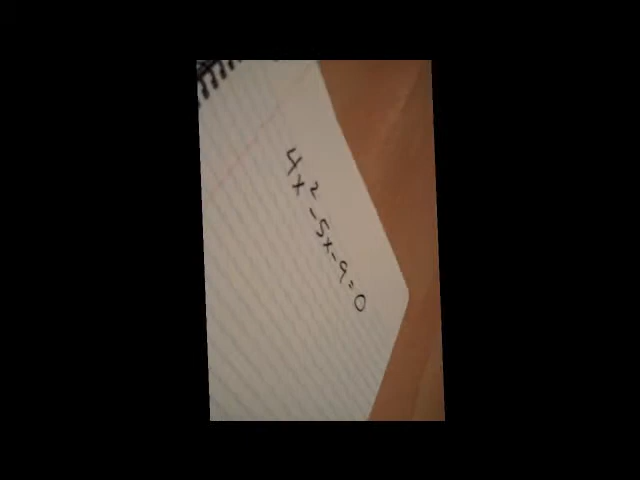 4x² - 5x - 9 = 0